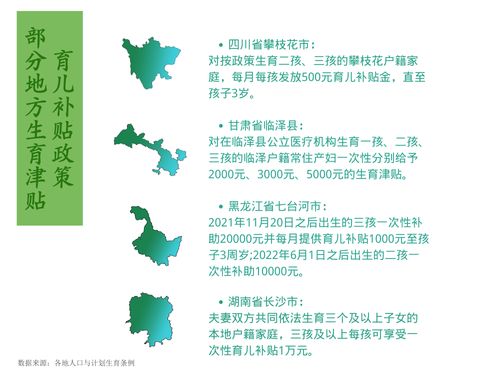 部分地方生育津贴
育儿补贴政策
• 四川省攀枝花市：
对按政策生育二孩、三孩的攀枝花户籍家
庭，每月每孩发放500元育儿补贴金，直至
孩子3岁。
• 甘肃省临泽县：
对在临泽县公立医疗机构生育一孩、二孩、
三孩的临泽户籍常住产妇一次性分别给予
2000元、3000元、5000元的生育津贴。
• 黑龙江省七台河市：
2021年11月20日之后出生的三孩一次性补
助20000元并每月提供育儿补贴1000元至孩
子3周岁;2022年6月1日之后出生的二孩一
次性补助10000元。
• 湖南省长沙市：
夫妻双方共同依法生育三个及以上子女的
本地户籍家庭，三孩及以上每孩可享受一
次性育儿补贴1万元。
数据来源：各地人口与计划生育条例